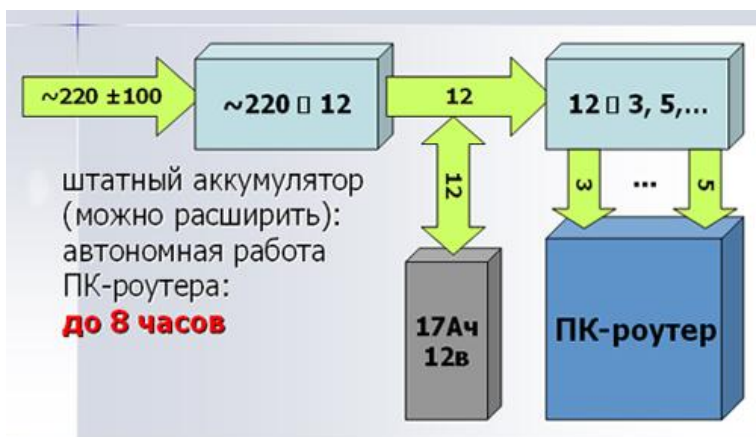 ~220 ±100
~220 ▯ 12
12
12 ▯ 3, 5,...
12
3
...
5
штатный аккумулятор
(можно расширить):
автономная работа
ПК-роутера:
до 8 часов
17Ач
12в
ПК-роутер